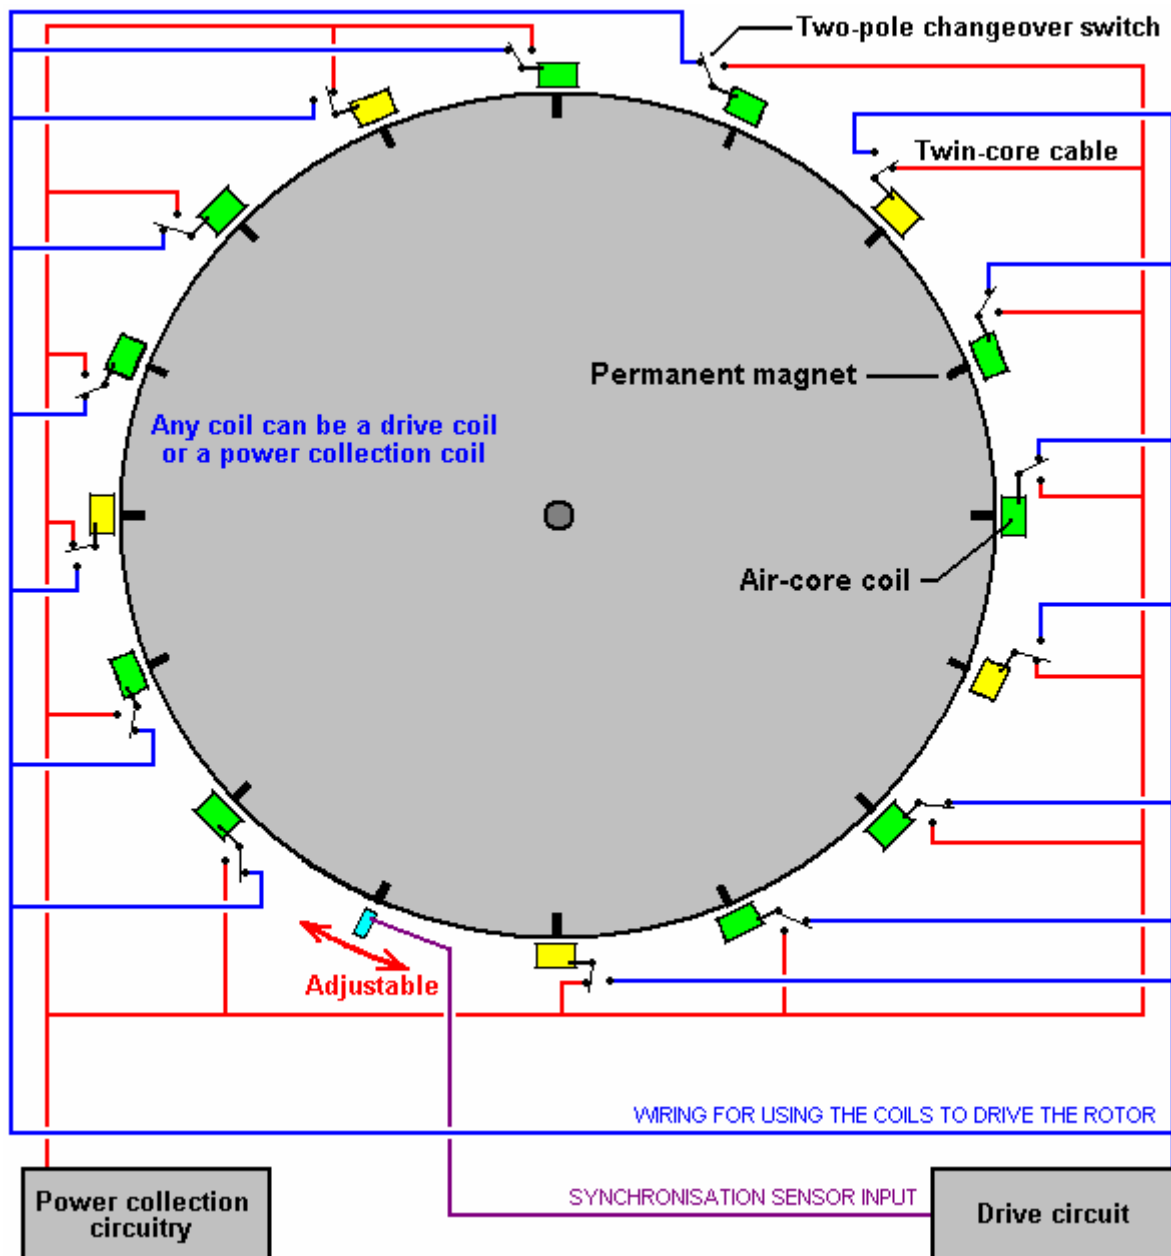 Two-pole changeover switch
Twin-core cable
Permanent magnet
Any coil can be a drive coil
or a power collection coil
Air-core coil
Adjustable
WIRING FOR USING THE COILS TO DRIVE THE ROTOR
SYNCHRONISATION SENSOR INPUT
Power collection
circuitry
Drive circuit